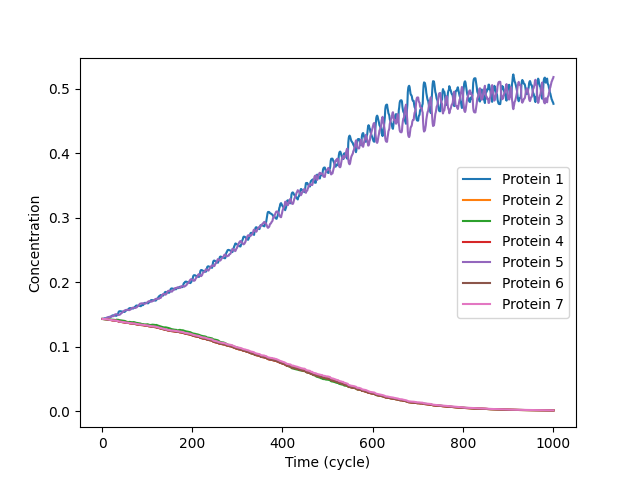 0.5
0.4
0.3
0.2
0.1
0.0
Concentration
Protein 1
Protein 2
Protein 3
Protein 4
Protein 5
Protein 6
Protein 7
0 200 400 600 800 1000
Time (cycle)